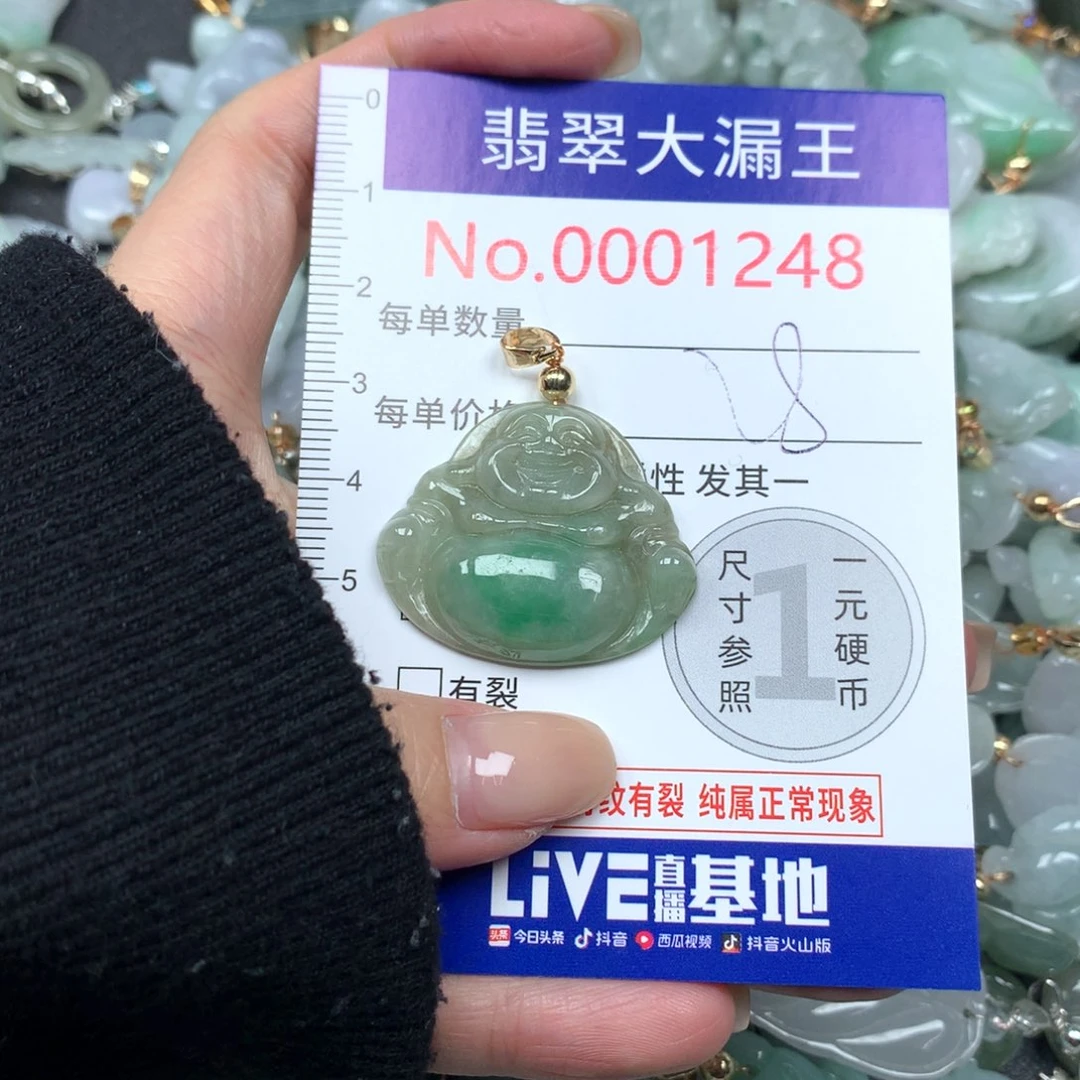 0
翡翠大漏王
1
No.0001248
2
每单数量
3
每单价格
4
性 发其一
5
尺寸参照
1
一元硬币
有裂
纹有裂 纯属正常现象
LiVE直播基地
头条 今日头条 抖音 西瓜视频 抖音火山版